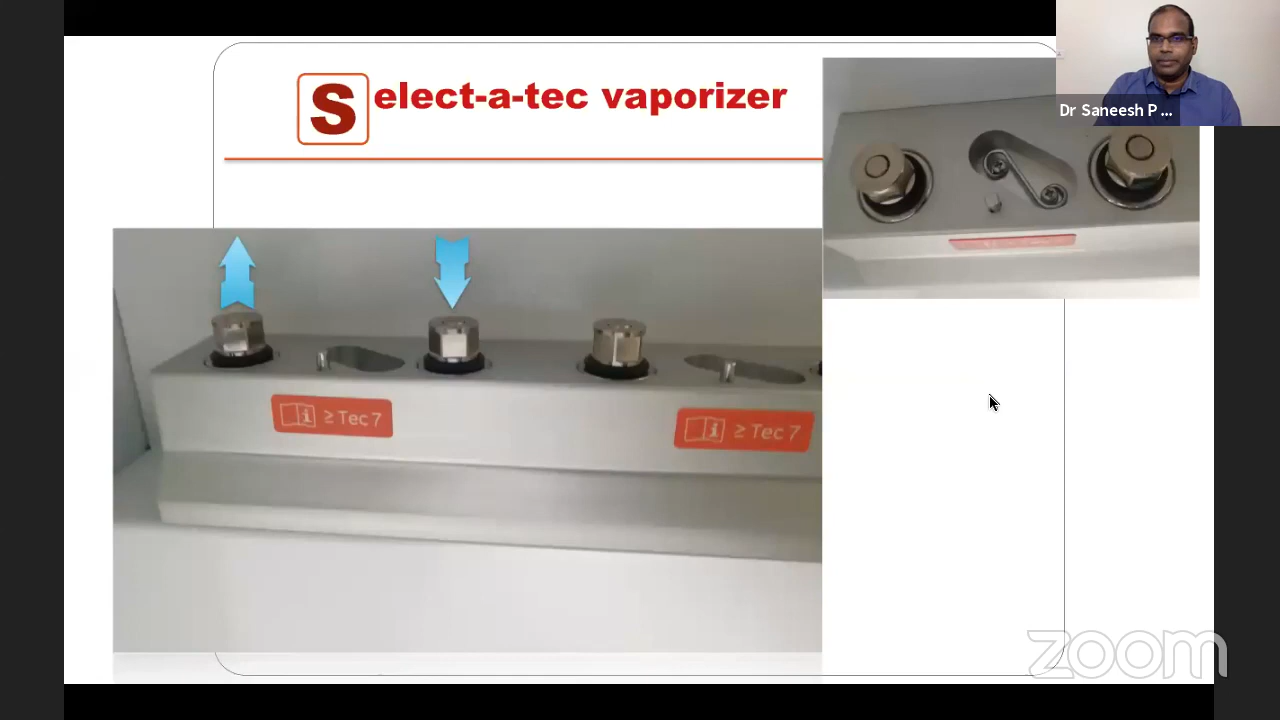 Select-a-tec vaporizer
Dr Saneesh P ...
i ≥Tec 7
i ≥Tec 7
zoom